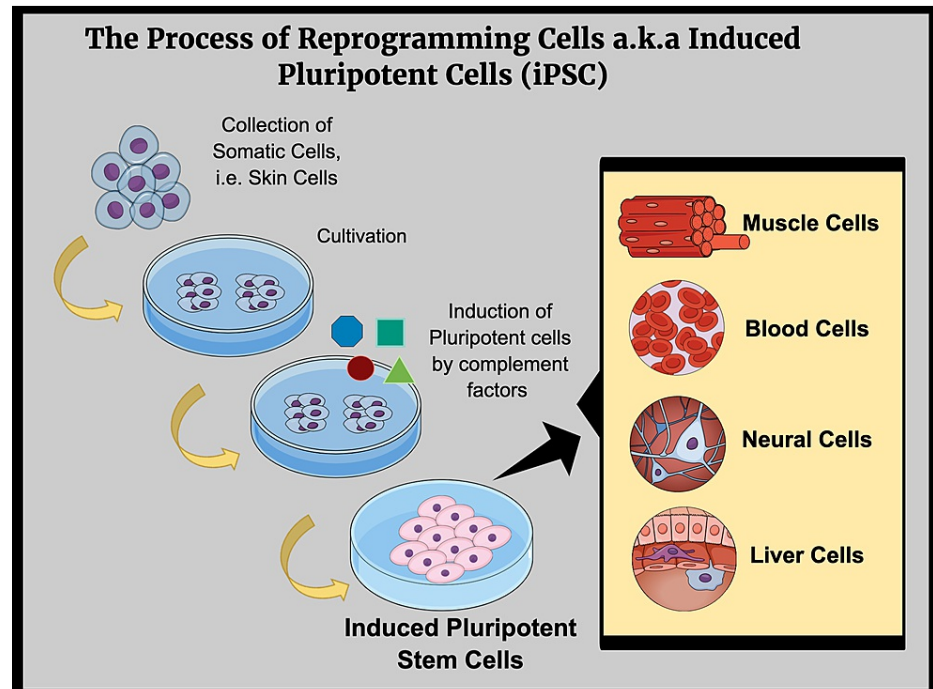 The Process of Reprogramming Cells a.k.a Induced
Pluripotent Cells (iPSC)
Collection of
Somatic Cells,
i.e. Skin Cells
Cultivation
Induction of
Pluripotent cells
by complement
factors
Induced Pluripotent
Stem Cells
Muscle Cells
Blood Cells
Neural Cells
Liver Cells